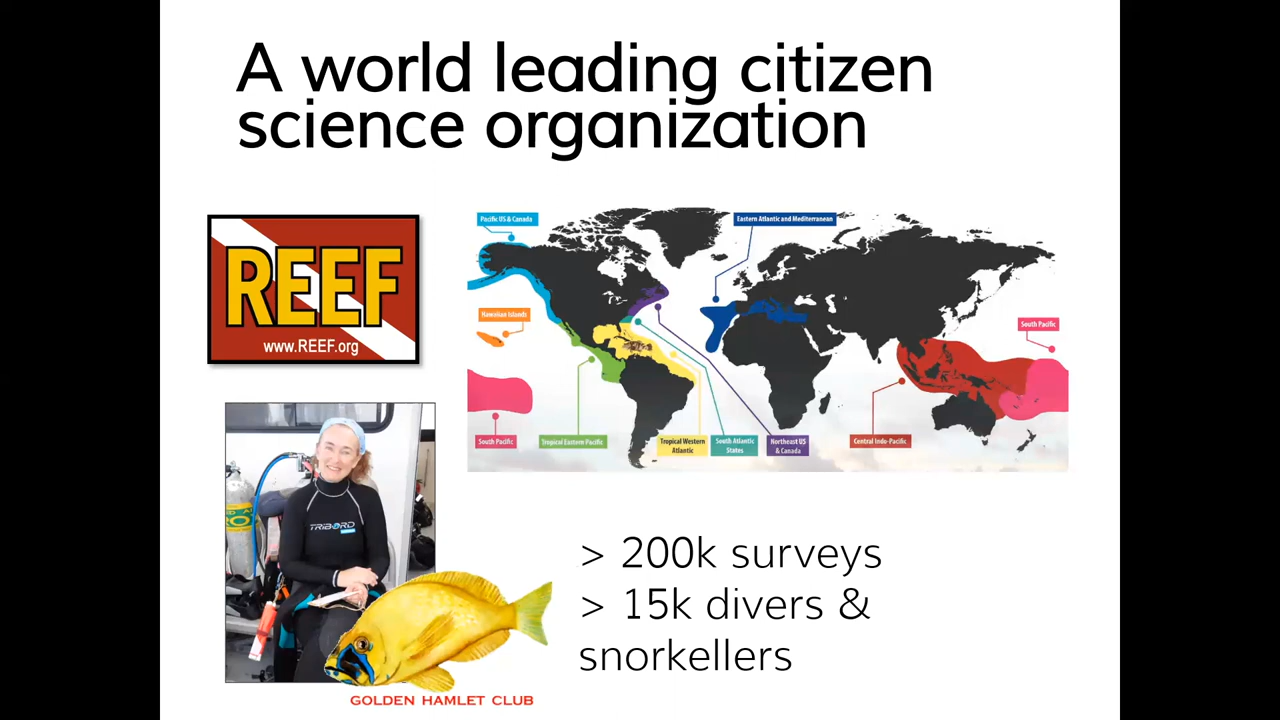 A world leading citizen
science organization
REEF
www.REEF.org
Pacific US & Canada
Eastern Atlantic and Mediterranean
Hawaiian Islands
South Pacific
South Pacific
Tropical Eastern Pacific
Tropical Western
Atlantic
South Atlantic
States
Northeast US
& Canada
Central Indo-Pacific
TRIBORD
> 200k surveys
> 15k divers &
snorkellers
GOLDEN HAMLET CLUB